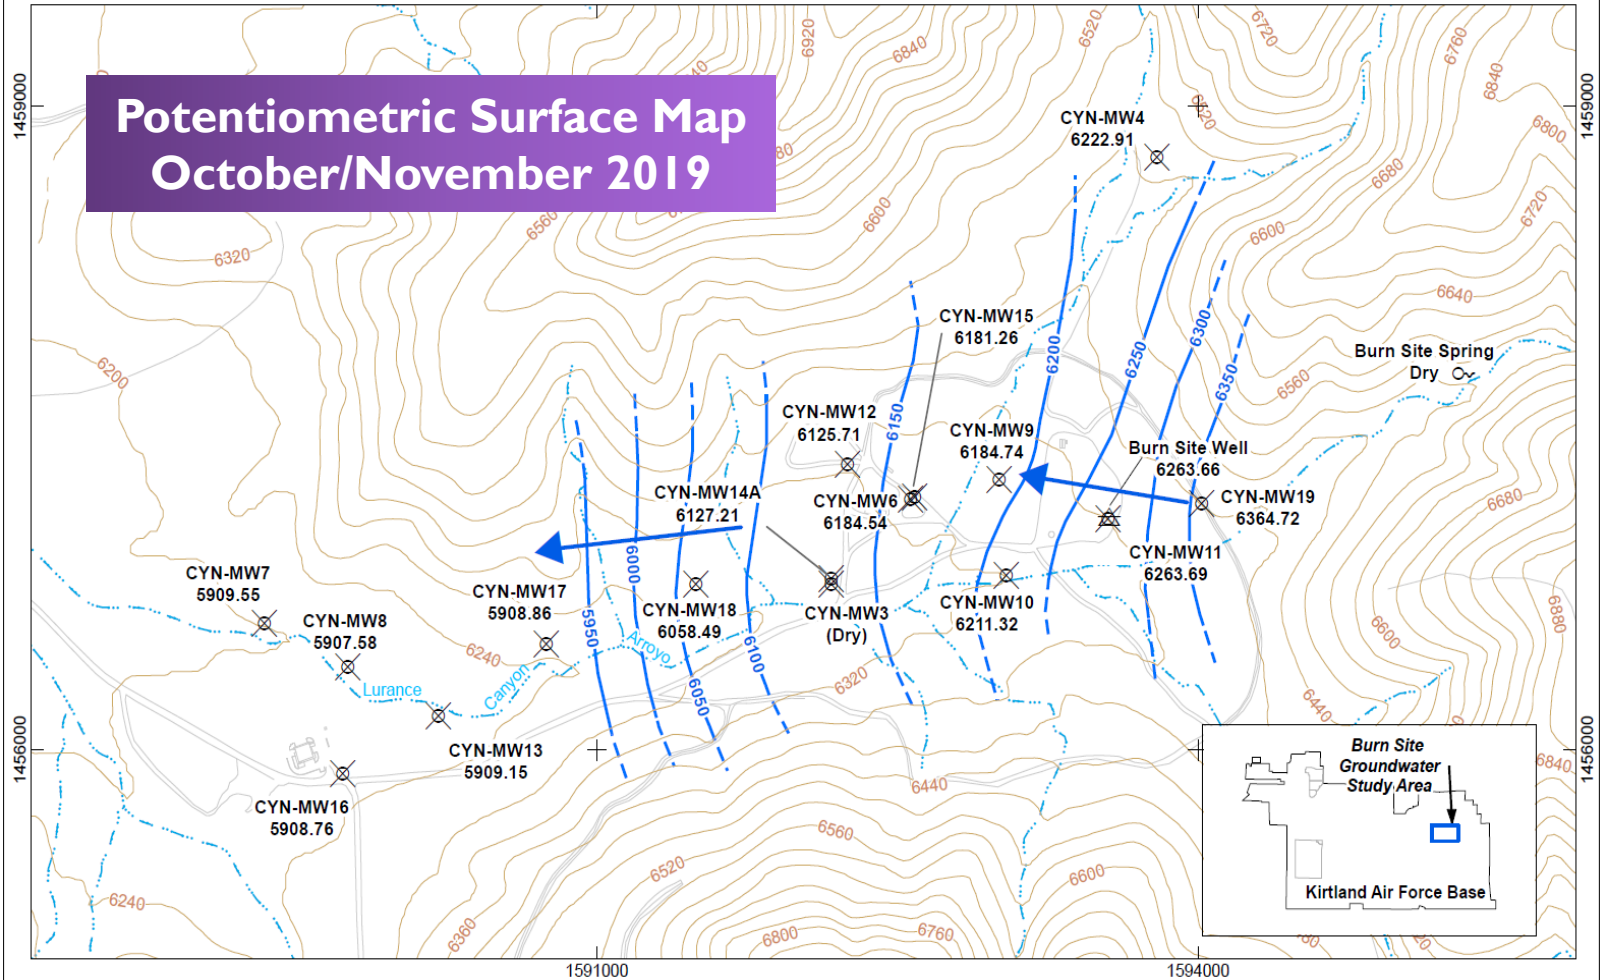 Potentiometric Surface Map
October/November 2019
6920
6840
6520
6720
6760
6840
6800
1459000
1459000
CYN-MW4
6222.91
6520
6680
6720
6600
6560
6600
6320
6640
CYN-MW15
6181.26
6300
6200
6250
6350
Burn Site Spring
Dry
6200
6560
6150
CYN-MW12
6125.71
CYN-MW9
6184.74
Burn Site Well
6263.66
CYN-MW14A
6127.21
CYN-MW6
6184.54
CYN-MW19
6364.72
6680
CYN-MW11
6263.69
6000
CYN-MW7
5909.55
CYN-MW17
5908.86
CYN-MW18
6058.49
CYN-MW3
(Dry)
CYN-MW10
6211.32
6880
6600
CYN-MW8
5907.58
5950
6100
6240
Arroyo
Canyon
Lurance
6320
6050
6440
CYN-MW13
5909.15
1456000
1456000
6440
6840
CYN-MW16
5908.76
6560
6520
6600
6240
6360
6800
6760
Burn Site
Groundwater
Study Area
Kirtland Air Force Base
1591000
1594000